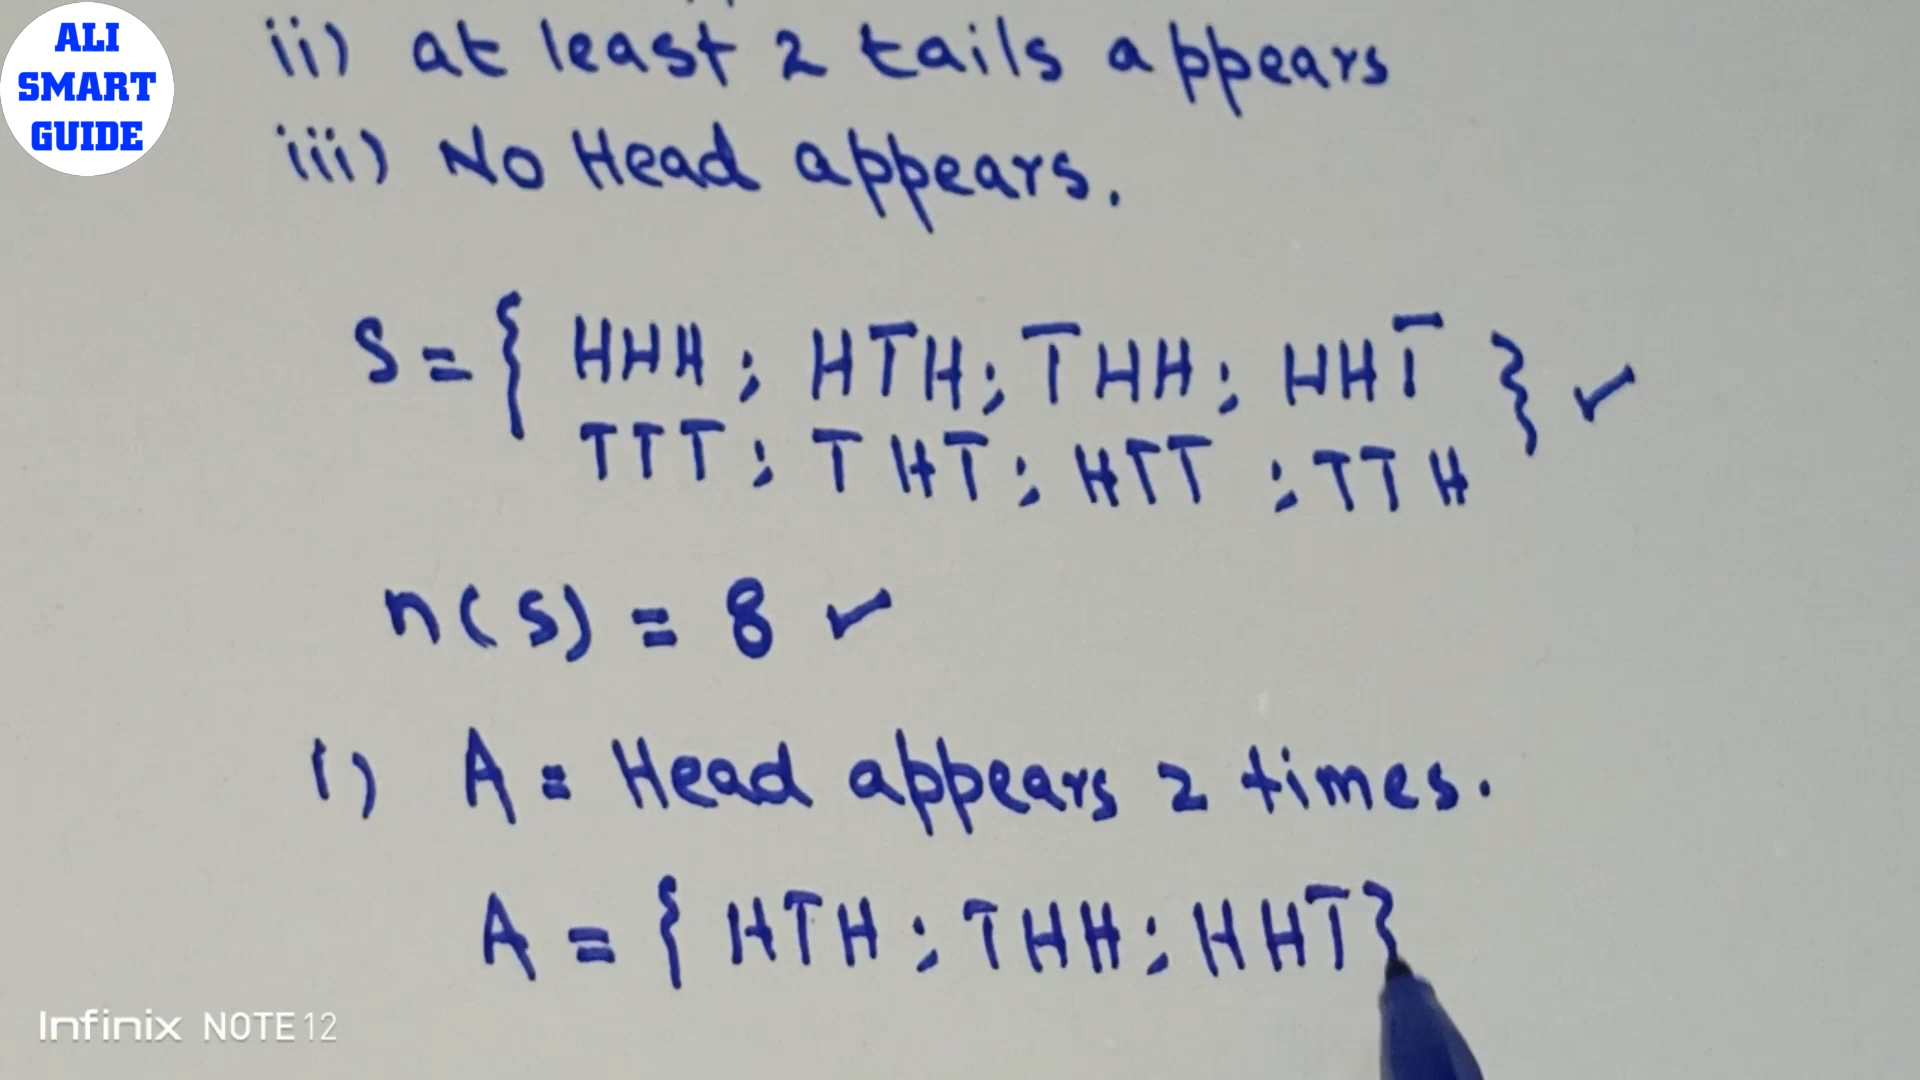 ALI
SMART
GUIDE
ii) at least 2 tails appears
iii) No Head appears.
S = { HHH ; HTH ; THH ; HHT }
TTT ; THT ; HTT ; TTH
n(s) = 8 ✓
i) A = Head appears 2 times.
A = { HTH ; THH ; HHT }
Infinix NOTE 12